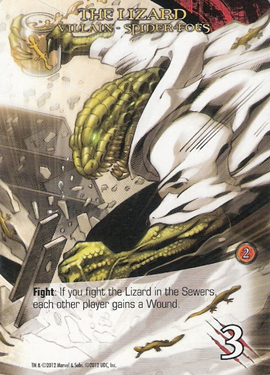 THE LIZARD
VILLAIN - SPIDER-FOES
2
Fight: If you fight the Lizard in the Sewers,
each other player gains a Wound.
3
TM & ©2012 Marvel & Subs. ©2012 UDC, Inc.